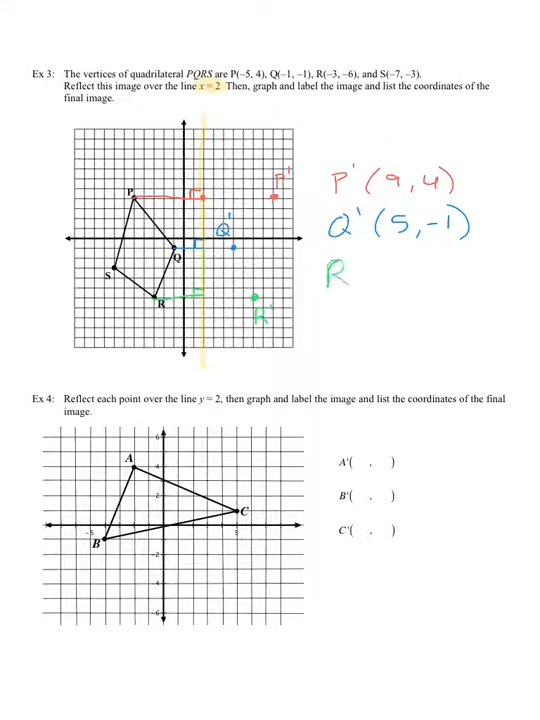 Ex 3: The vertices of quadrilateral PQRS are P(–5, 4), Q(–1, –1), R(–3, –6), and S(–7, –3).
Reflect this image over the line x = 2 Then, graph and label the image and list the coordinates of the
final image.
P'
P
P' (9, 4)
Q'
Q' (5, -1)
Q
S
R
R
R'
Ex 4: Reflect each point over the line y = 2, then graph and label the image and list the coordinates of the final
image.
6
A
A'( , )
4
2
B'( , )
C
-5
5
C'( , )
B
-2
-4
-6